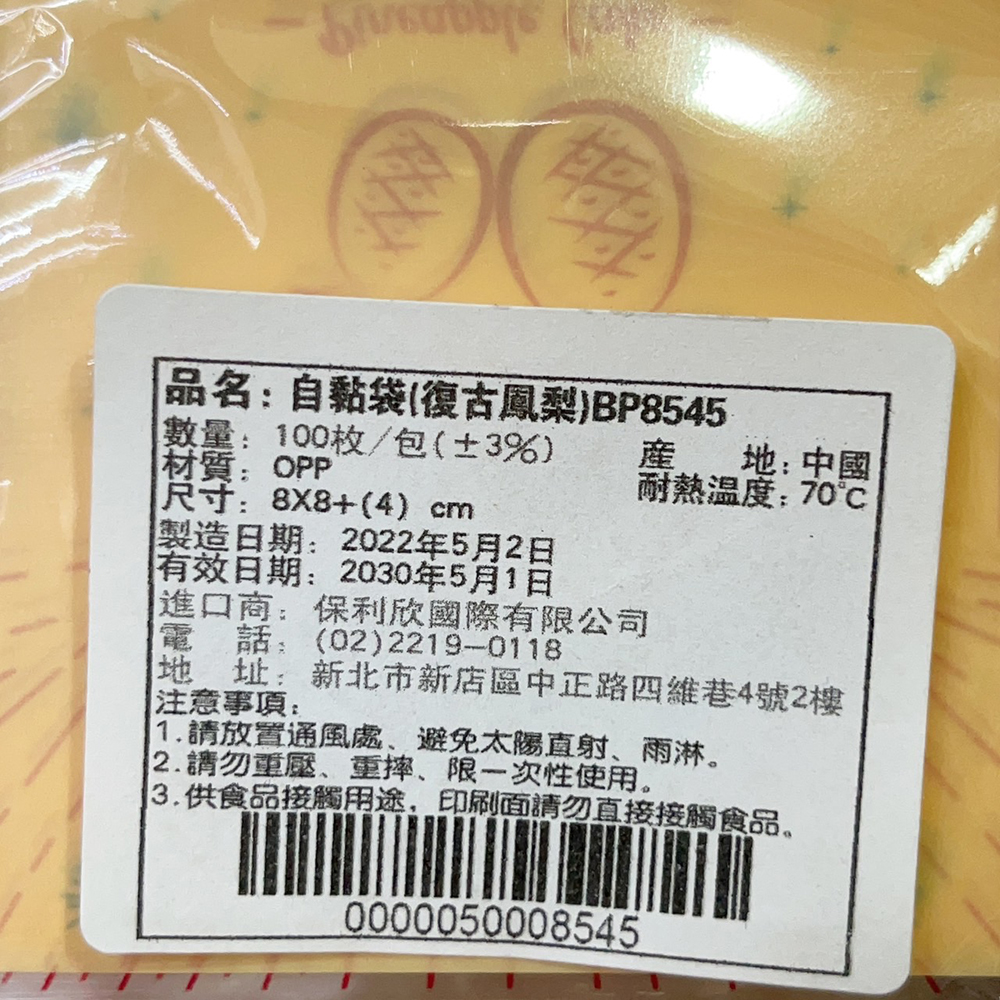 Pineapple
品名：自黏袋(復古鳳梨)BP8545
數量：100枚/包(±3%)
產地：中國
材質：OPP
耐熱溫度：70℃
尺寸：8X8+(4) cm
製造日期：2022年5月2日
有效日期：2030年5月1日
進口商：保利欣國際有限公司
電話：(02)2219-0118
地址：新北市新店區中正路四維巷4號2樓
注意事項：
1.請放置通風處、避免太陽直射、雨淋。
2.請勿重壓、重摔、限一次性使用。
3.供食品接觸用途，印刷面請勿直接接觸食品。
0000050008545